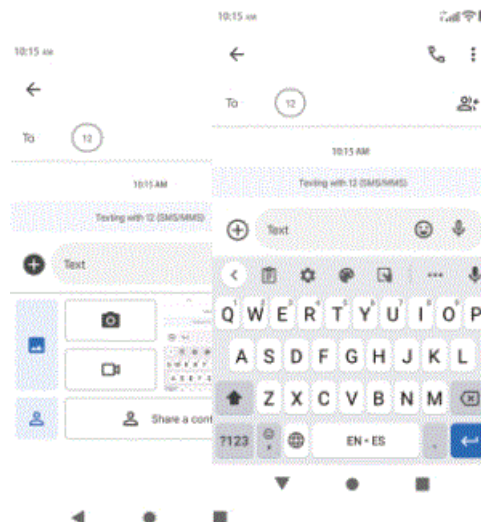 10:15 AM
To
12
10:15 AM
Texting with 12 (SMS/MMS)
Text
Share a cont
10:15 AM
To
12
10:15 AM
Texting with 12 (SMS/MMS)
Text
Q W E R T Y U I O P
A S D F G H J K L
Z X C V B N M
?123 , EN • ES .